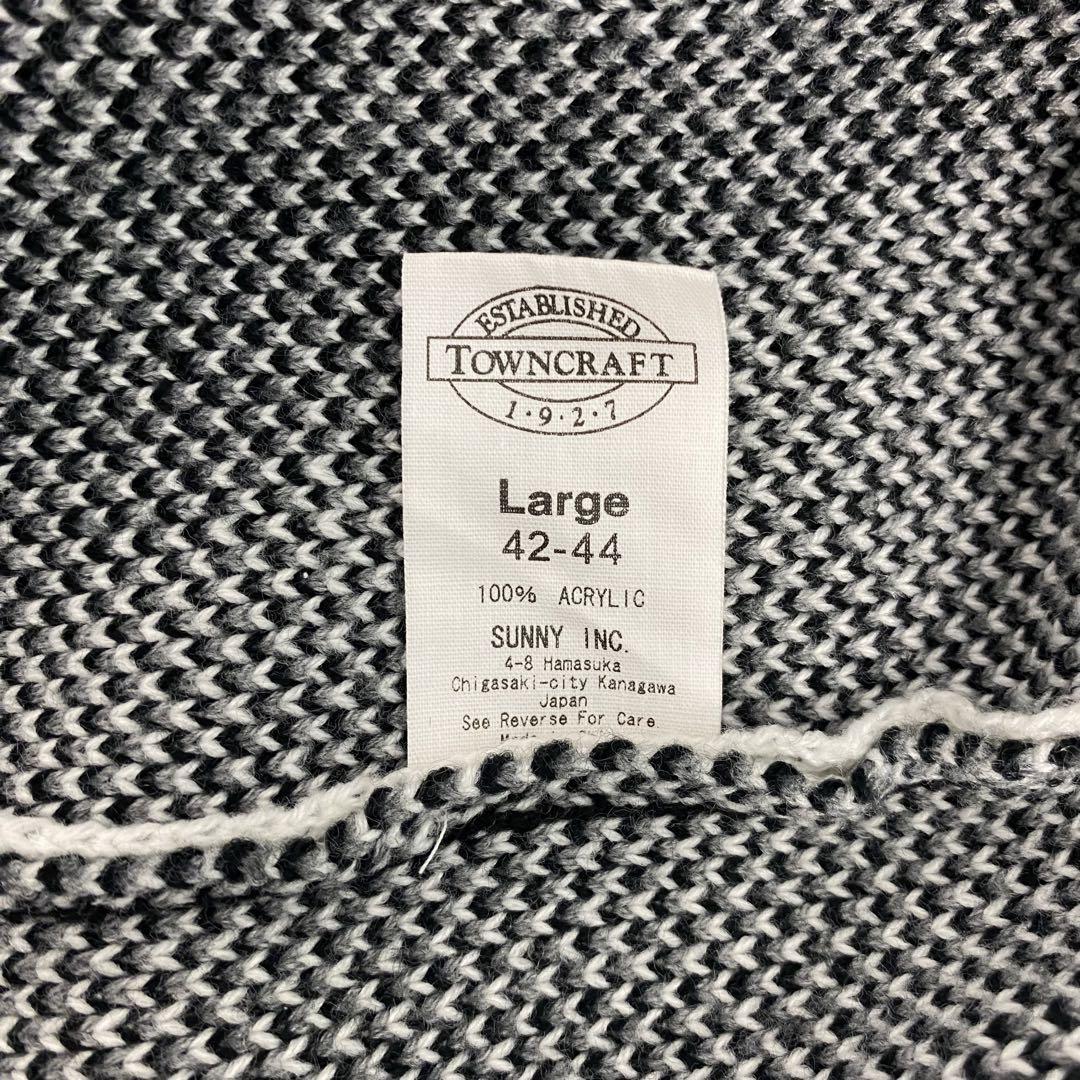 ESTABLISHED
TOWNCRAFT
1·9·2·7
Large
42-44
100% ACRYLIC
SUNNY INC.
4-8 Hamasuka
Chigasaki-city Kanagawa
Japan
See Reverse For Care